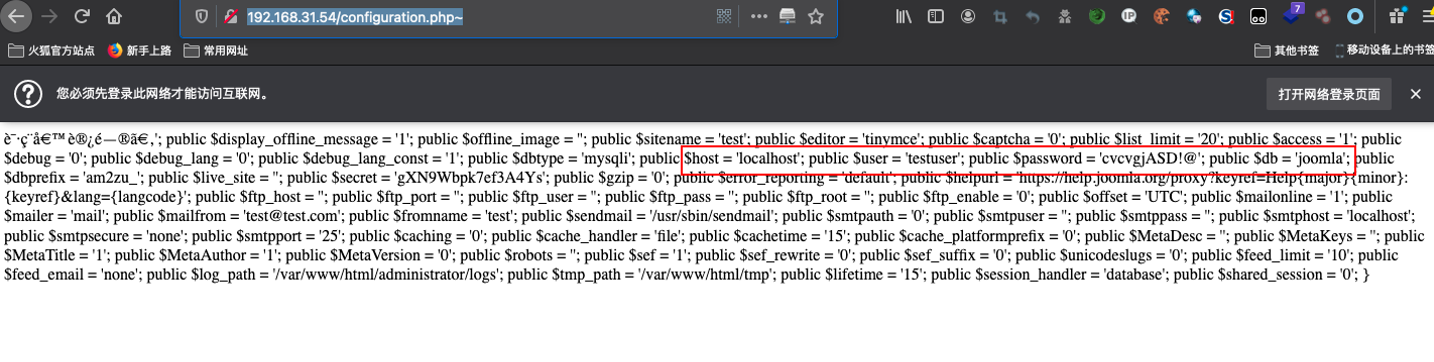 192.168.31.54/configuration.php~
7
火狐官方站点 新手上路 常用网址 其他书签 移动设备上的书签
您必须先登录此网络才能访问互联网。 打开网络登录页面
è¯·ç¨å€™è®¿é—®ã€‚'; public $display_offline_message = '1'; public $offline_image = ''; public $sitename = 'test'; public $editor = 'tinymce'; public $captcha = '0'; public $list_limit = '20'; public $access = '1'; public
$debug = '0'; public $debug_lang = '0'; public $debug_lang_const = '1'; public $dbtype = 'mysqli'; public $host = 'localhost'; public $user = 'testuser'; public $password = 'cvcvgjASD!@'; public $db = 'joomla'; public
$dbprefix = 'am2zu_'; public $live_site = ''; public $secret = 'gXN9Wbpk7ef3A4Ys'; public $gzip = '0'; public $error_reporting = 'default'; public $helpurl = 'https://help.joomla.org/proxy?keyref=Help{major}{minor}:
{keyref}&lang={langcode}'; public $ftp_host = ''; public $ftp_port = ''; public $ftp_user = ''; public $ftp_pass = ''; public $ftp_root = ''; public $ftp_enable = '0'; public $offset = 'UTC'; public $mailonline = '1'; public
$mailer = 'mail'; public $mailfrom = 'test@test.com'; public $fromname = 'test'; public $sendmail = '/usr/sbin/sendmail'; public $smtpauth = '0'; public $smtpuser = ''; public $smtppass = ''; public $smtphost = 'localhost';
public $smtpsecure = 'none'; public $smtpport = '25'; public $caching = '0'; public $cache_handler = 'file'; public $cachetime = '15'; public $cache_platformprefix = '0'; public $MetaDesc = ''; public $MetaKeys = ''; public
$MetaTitle = '1'; public $MetaAuthor = '1'; public $MetaVersion = '0'; public $robots = ''; public $sef = '1'; public $sef_rewrite = '0'; public $sef_suffix = '0'; public $unicodeslugs = '0'; public $feed_limit = '10'; public
$feed_email = 'none'; public $log_path = '/var/www/html/administrator/logs'; public $tmp_path = '/var/www/html/tmp'; public $lifetime = '15'; public $session_handler = 'database'; public $shared_session = '0'; }